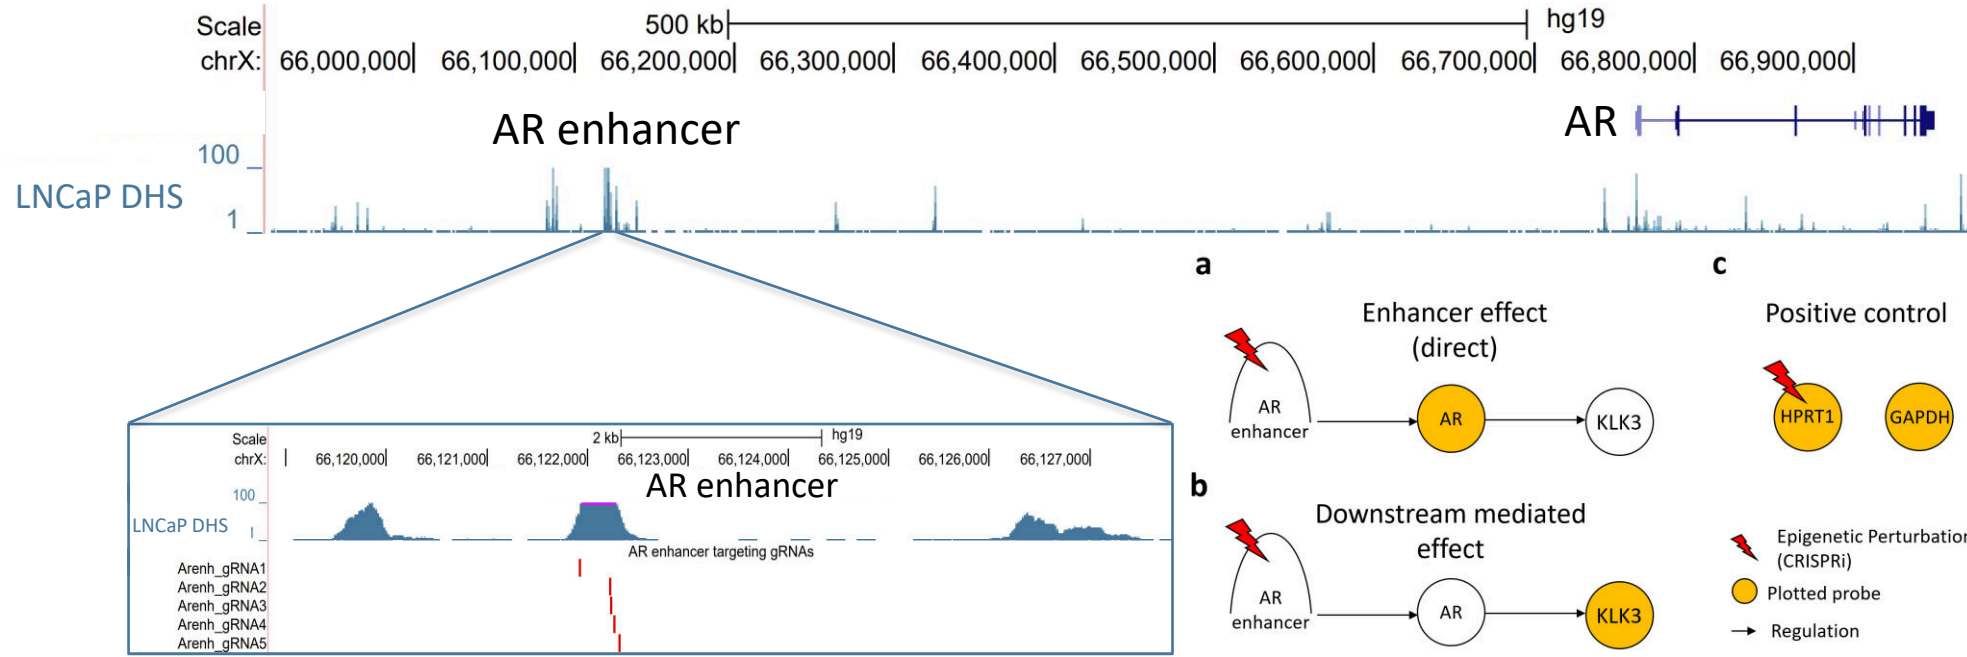 Scale 500 kb hg19
chrX: 66,000,000 66,100,000 66,200,000 66,300,000 66,400,000 66,500,000 66,600,000 66,700,000 66,800,000 66,900,000
AR enhancer AR
100
LNCaP DHS
1
a
Enhancer effect
(direct)
AR
enhancer
AR
KLK3
c
Positive control
HPRT1
GAPDH
Scale 2 kb hg19
chrX: 66,120,000 66,121,000 66,122,000 66,123,000 66,124,000 66,125,000 66,126,000 66,127,000
AR enhancer
100
LNCaP DHS
1
AR enhancer targeting gRNAs
Arenh_gRNA1
Arenh_gRNA2
Arenh_gRNA3
Arenh_gRNA4
Arenh_gRNA5
b
Downstream mediated
effect
AR
enhancer
AR
KLK3
Epigenetic Perturbation
(CRISPRi)
Plotted probe
Regulation